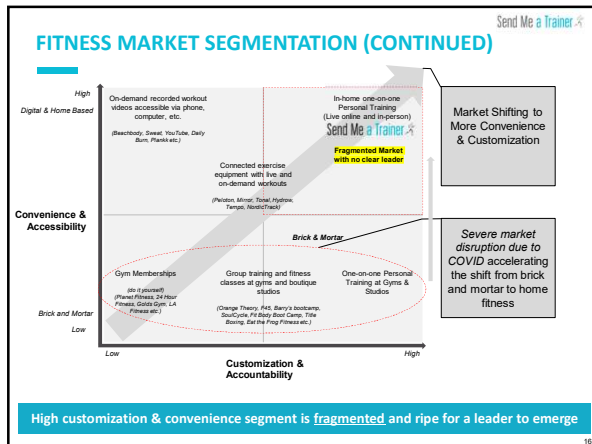 Send Me a Trainer
FITNESS MARKET SEGMENTATION (CONTINUED)
High
Digital & Home Based
On-demand recorded workout
videos accessible via phone,
computer, etc.
(Beachbody, Sweat, YouTube, Daily
Burn, Plankk etc.)
In-home one-on-one
Personal Training
(Live online and in-person)
Send Me a Trainer
Fragmented Market
with no clear leader
Market Shifting to
More Convenience
& Customization
Connected exercise
equipment with live and
on-demand workouts
(Peloton, Mirror, Tonal, Hydrow,
Tempo, NordicTrack)
Convenience &
Accessibility
Brick & Mortar
Severe market
disruption due to
COVID accelerating
the shift from brick
and mortar to home
fitness
Gym Memberships
(do it yourself)
(Planet Fitness, 24 Hour
Fitness, Golds Gym, LA
Fitness etc.)
Group training and fitness
classes at gyms and boutique
studios
(Orange Theory, F45, Barry's bootcamp,
SoulCycle, Fit Body Boot Camp, Title
Boxing, Eat the Frog Fitness etc.)
One-on-one Personal
Training at Gyms &
Studios
Brick and Mortar
Low
Low
High
Customization &
Accountability
High customization & convenience segment is fragmented and ripe for a leader to emerge
16